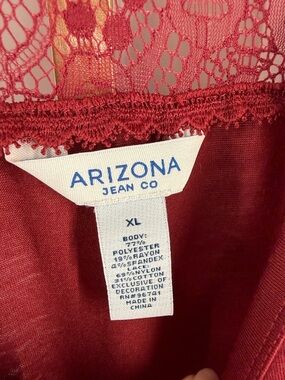 ARIZONA
JEAN CO
XL
BODY:
77%
POLYESTER
19%RAYON
4%SPANDEX
LACE:
69%NYLON
31%COTTON
EXCLUSIVE OF
DECORATION
RN#96741
MADE IN
CHINA